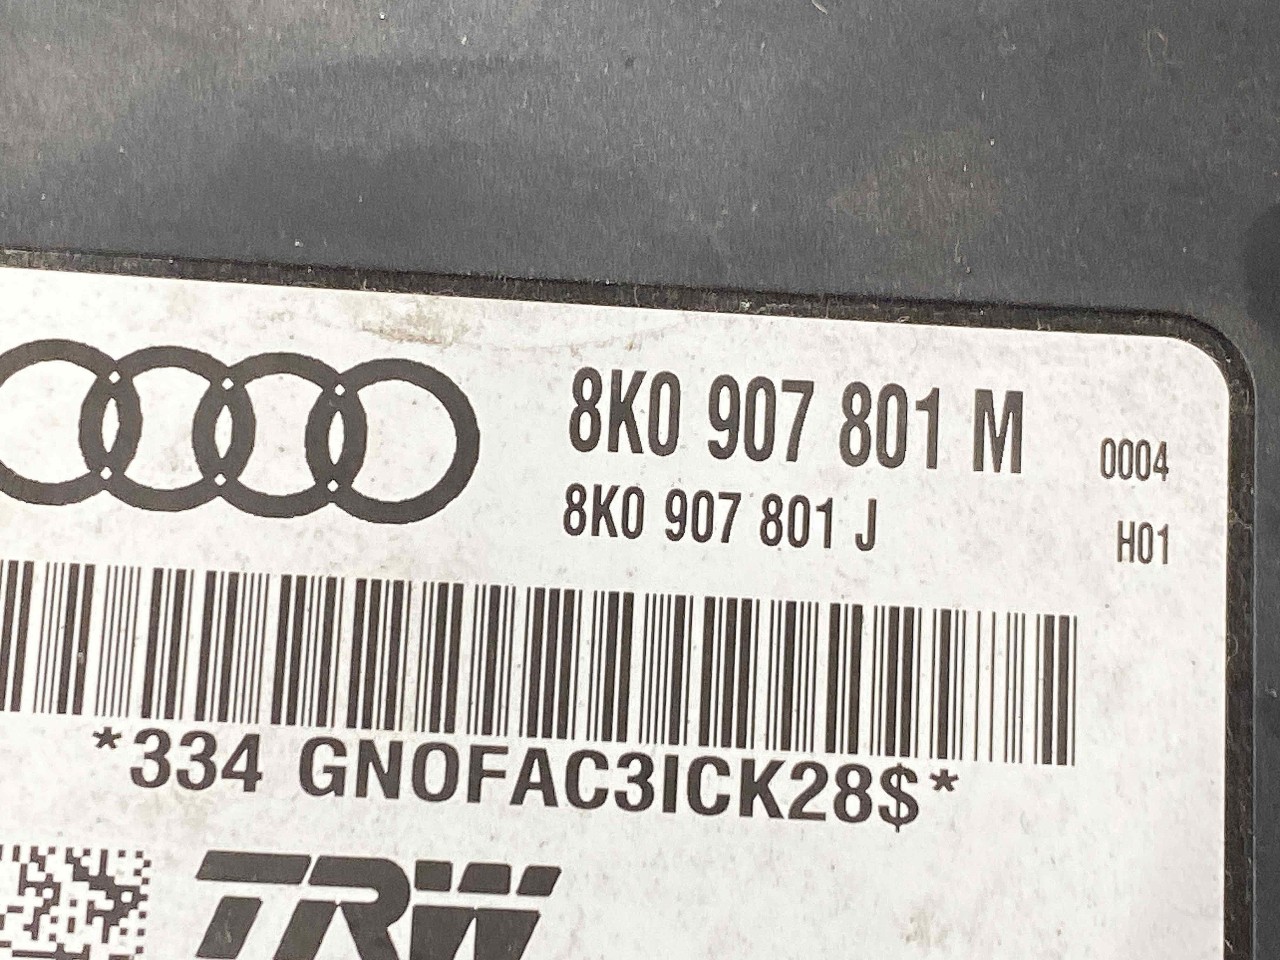 8K0 907 801 M
0004
8K0 907 801 J
H01
*334 GNOFAC3ICK28$*
TRW